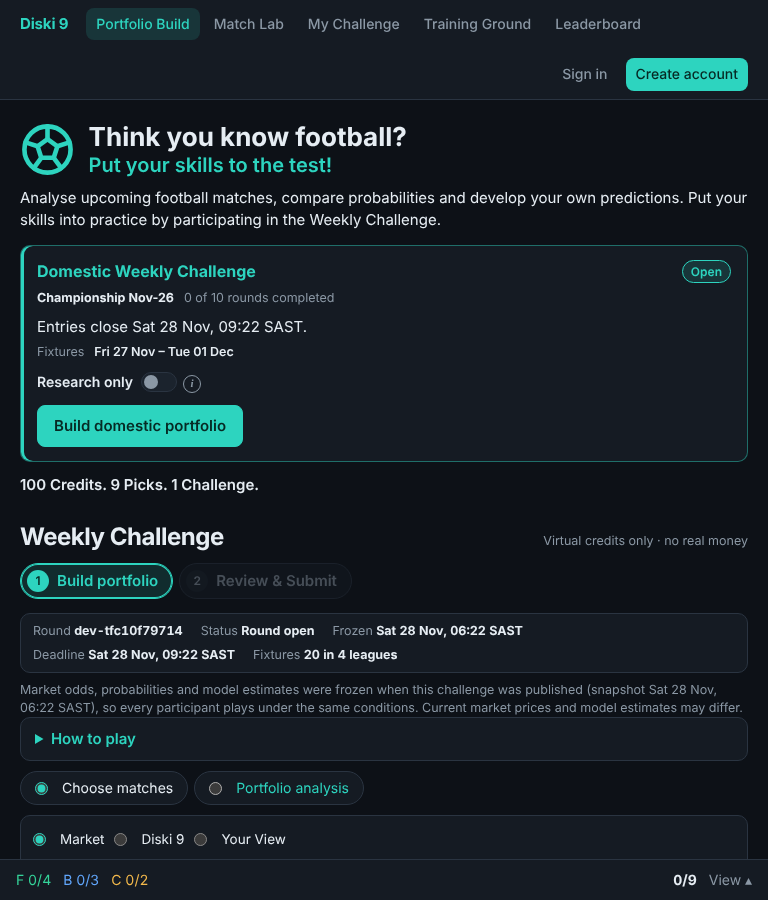 Diski 9 Portfolio Build Match Lab My Challenge Training Ground Leaderboard
Sign in Create account
Think you know football?
Put your skills to the test!
Analyse upcoming football matches, compare probabilities and develop your own predictions. Put your
skills into practice by participating in the Weekly Challenge.
Domestic Weekly Challenge Open
Championship Nov-26 0 of 10 rounds completed
Entries close Sat 28 Nov, 09:22 SAST.
Fixtures Fri 27 Nov – Tue 01 Dec
Research only i
Build domestic portfolio
100 Credits. 9 Picks. 1 Challenge.
Weekly Challenge Virtual credits only · no real money
1 Build portfolio 2 Review & Submit
Round dev-tfc10f79714 Status Round open Frozen Sat 28 Nov, 06:22 SAST
Deadline Sat 28 Nov, 09:22 SAST Fixtures 20 in 4 leagues
Market odds, probabilities and model estimates were frozen when this challenge was published (snapshot Sat 28 Nov,
06:22 SAST), so every participant plays under the same conditions. Current market prices and model estimates may differ.
▶ How to play
Choose matches Portfolio analysis
Market Diski 9 Your View
F 0/4 B 0/3 C 0/2 0/9 View ▴